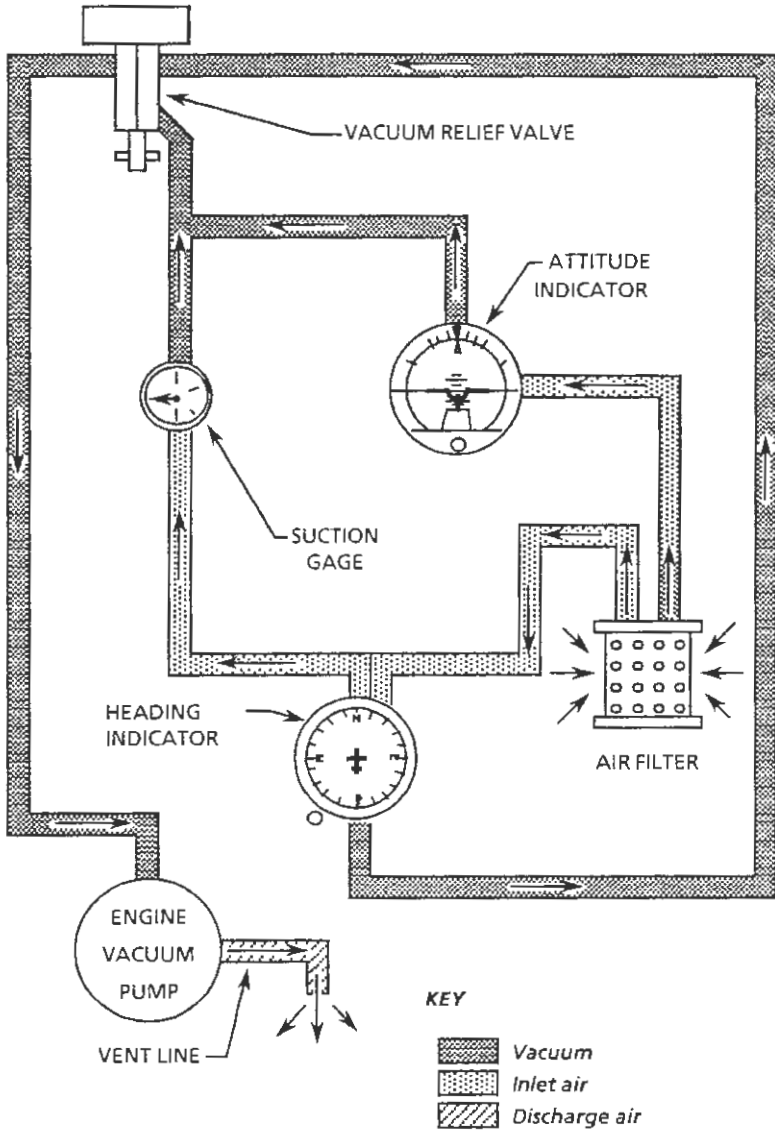 VACUUM RELIEF VALVE
ATTITUDE
INDICATOR
SUCTION
GAGE
HEADING
INDICATOR
N
AIR FILTER
ENGINE
VACUUM
PUMP
VENT LINE
KEY
Vacuum
Inlet air
Discharge air